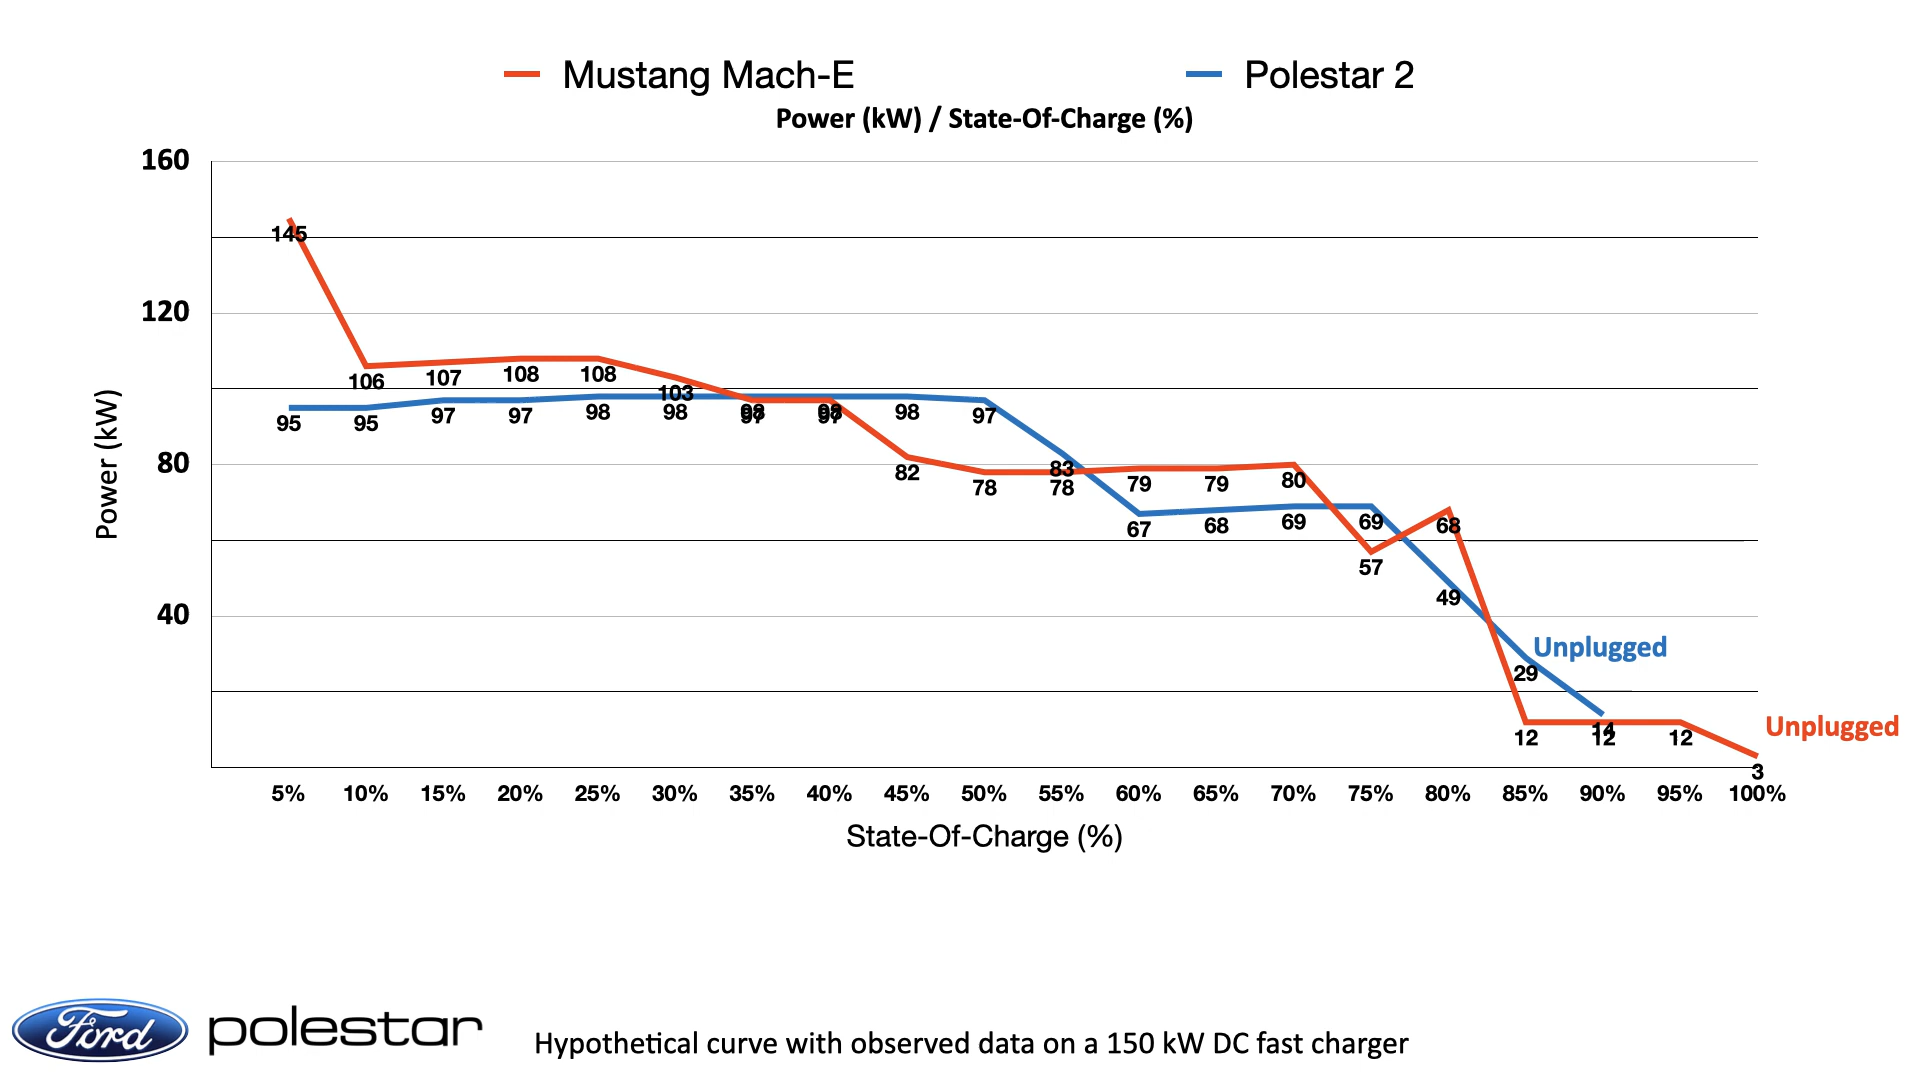 Mustang Mach-E Polestar 2
Power (kW) / State-Of-Charge (%)
160
120
80
40
Power (kW)
145 106 107 108 108 103 97 97 82 78 78 79 79 80 57 68 12 12 12 3
95 95 97 97 98 98 98 98 98 97 83 67 68 69 69 49 29 14
Unplugged
Unplugged
5% 10% 15% 20% 25% 30% 35% 40% 45% 50% 55% 60% 65% 70% 75% 80% 85% 90% 95% 100%
State-Of-Charge (%)
Ford polestar
Hypothetical curve with observed data on a 150 kW DC fast charger